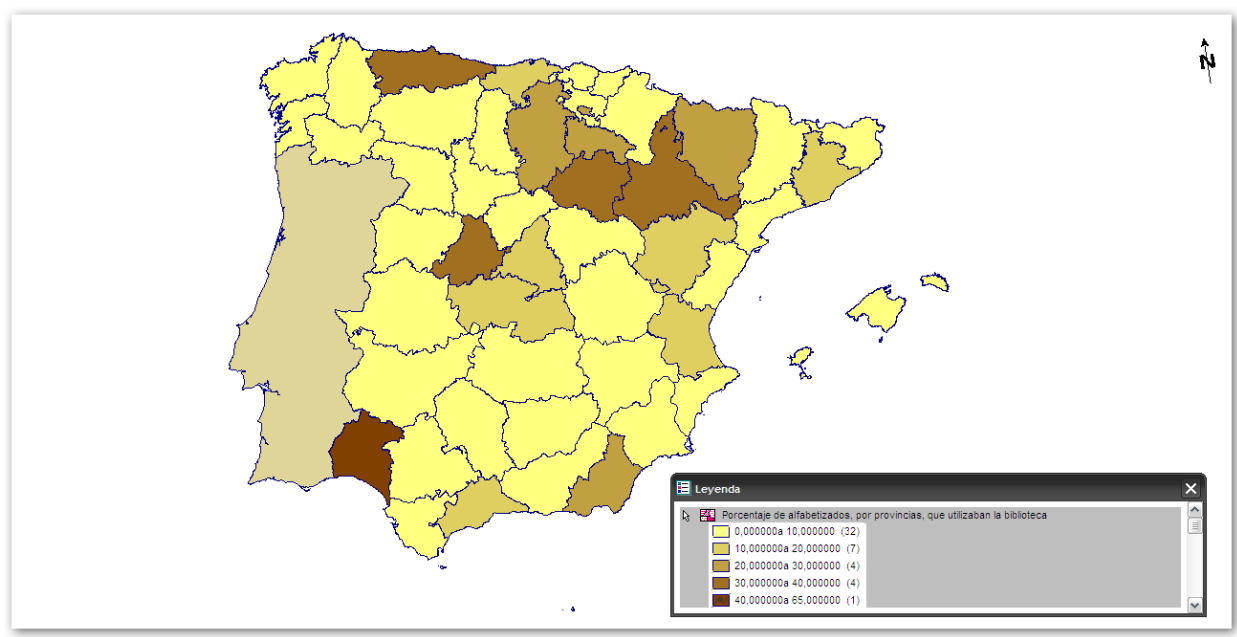 N
Leyenda
Porcentaje de alfabetizados, por provincias, que utilizaban la biblioteca
0,000000a 10,000000 (32)
10,000000a 20,000000 (7)
20,000000a 30,000000 (4)
30,000000a 40,000000 (4)
40,000000a 65,000000 (1)